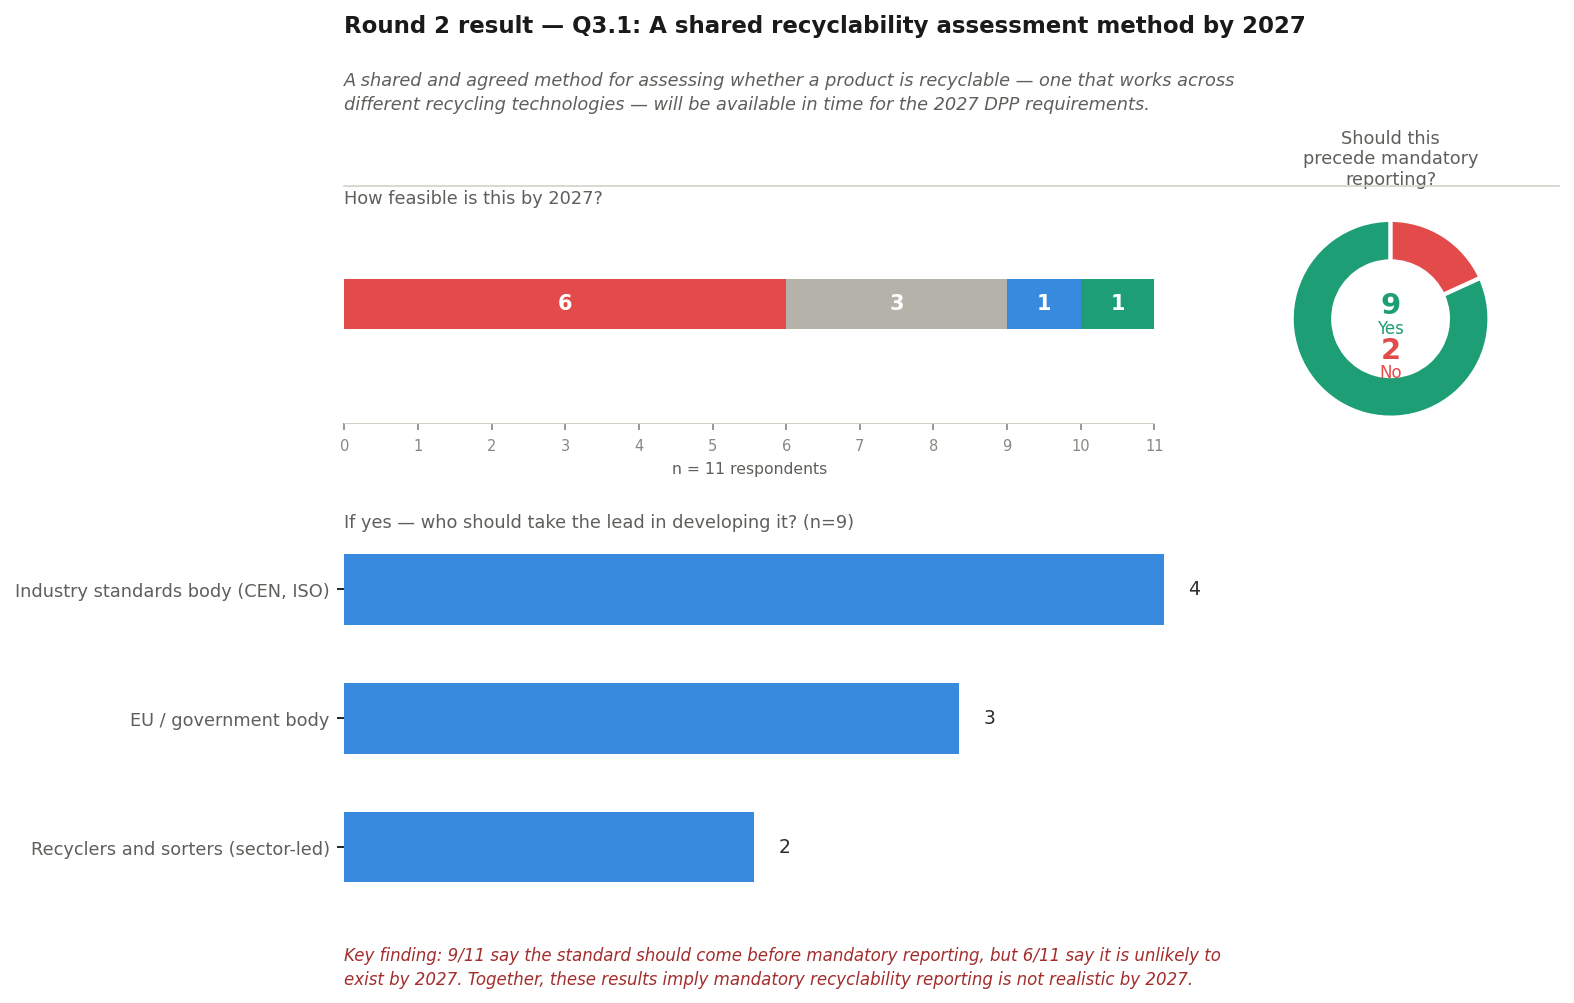 Round 2 result — Q3.1: A shared recyclability assessment method by 2027
A shared and agreed method for assessing whether a product is recyclable — one that works across
different recycling technologies — will be available in time for the 2027 DPP requirements.
Should this
precede mandatory
reporting?
How feasible is this by 2027?
6
3
1
1
9
Yes
2
No
0
1
2
3
4
5
6
7
8
9
10
11
n = 11 respondents
If yes — who should take the lead in developing it? (n=9)
Industry standards body (CEN, ISO)
4
EU / government body
3
Recyclers and sorters (sector-led)
2
Key finding: 9/11 say the standard should come before mandatory reporting, but 6/11 say it is unlikely to
exist by 2027. Together, these results imply mandatory recyclability reporting is not realistic by 2027.